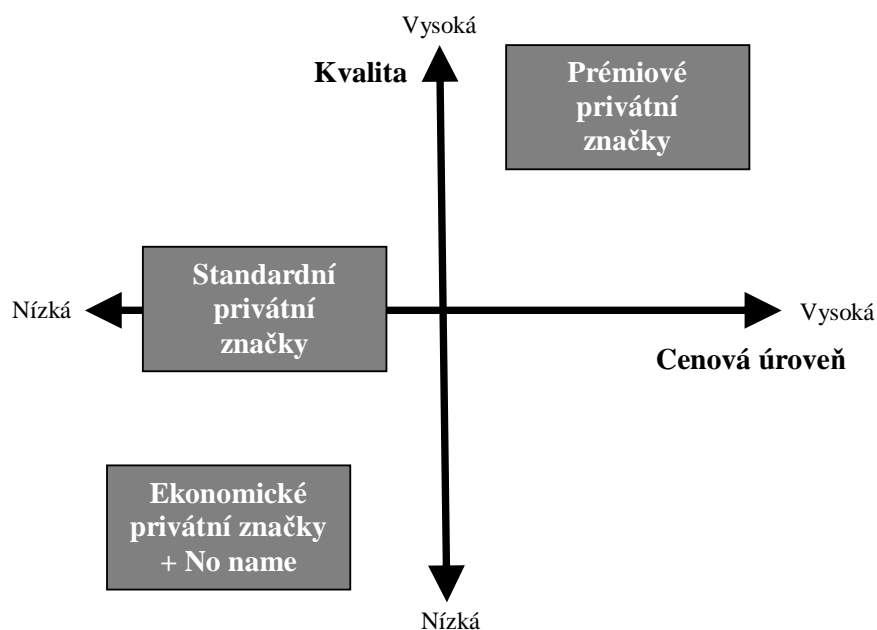 Vysoká
Kvalita
Prémiové
privátní
značky
Standardní
privátní
značky
Nízká
Vysoká
Cenová úroveň
Ekonomické
privátní značky
+ No name
Nízká